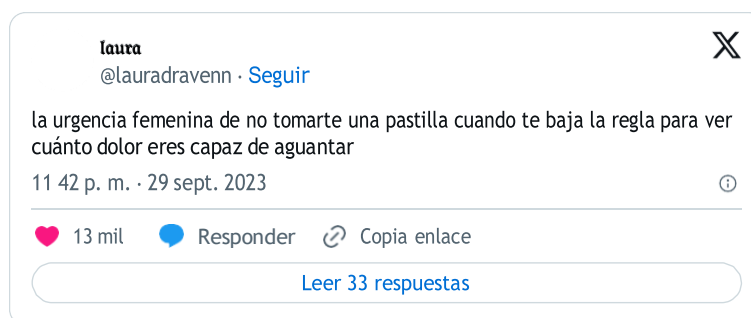 laura
@lauradravenn · Seguir
la urgencia femenina de no tomarte una pastilla cuando te baja la regla para ver
cuánto dolor eres capaz de aguantar
11 42 p. m. · 29 sept. 2023
13 mil Responder Copia enlace
Leer 33 respuestas